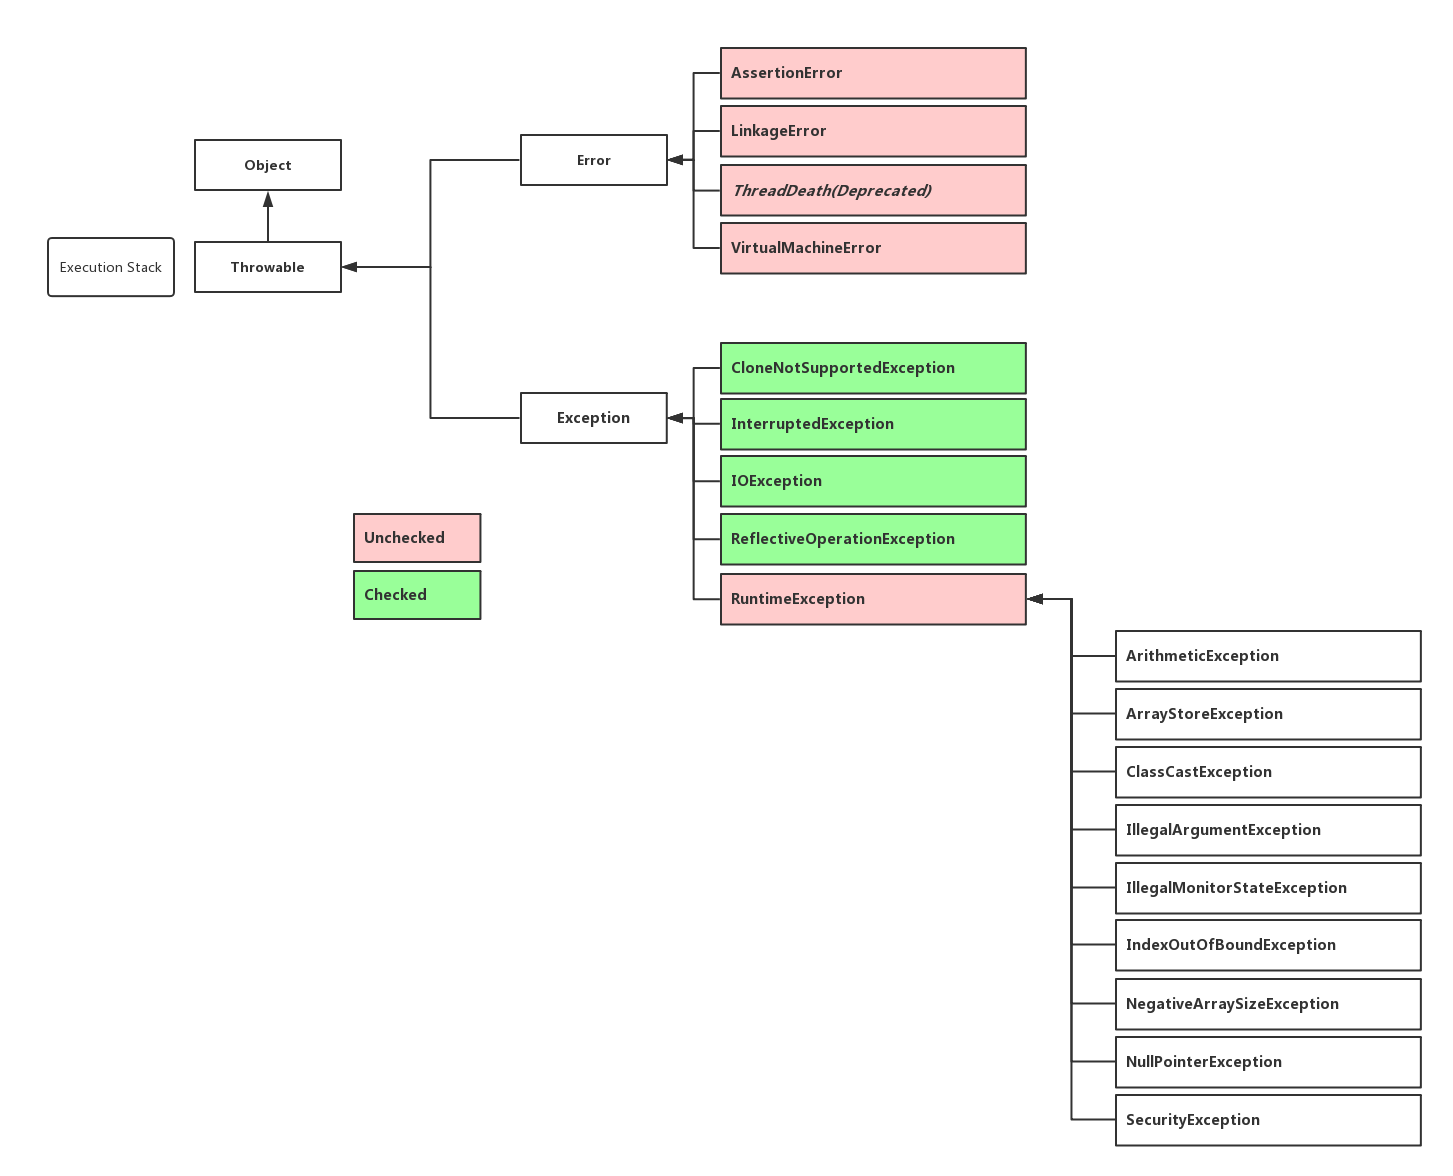 AssertionError
LinkageError
Object
Error
ThreadDeath(Deprecated)
VirtualMachineError
Execution Stack
Throwable
CloneNotSupportedException
Exception
InterruptedException
IOException
Unchecked
ReflectiveOperationException
Checked
RuntimeException
ArithmeticException
ArrayStoreException
ClassCastException
IllegalArgumentException
IllegalMonitorStateException
IndexOutOfBoundException
NegativeArraySizeException
NullPointerException
SecurityException